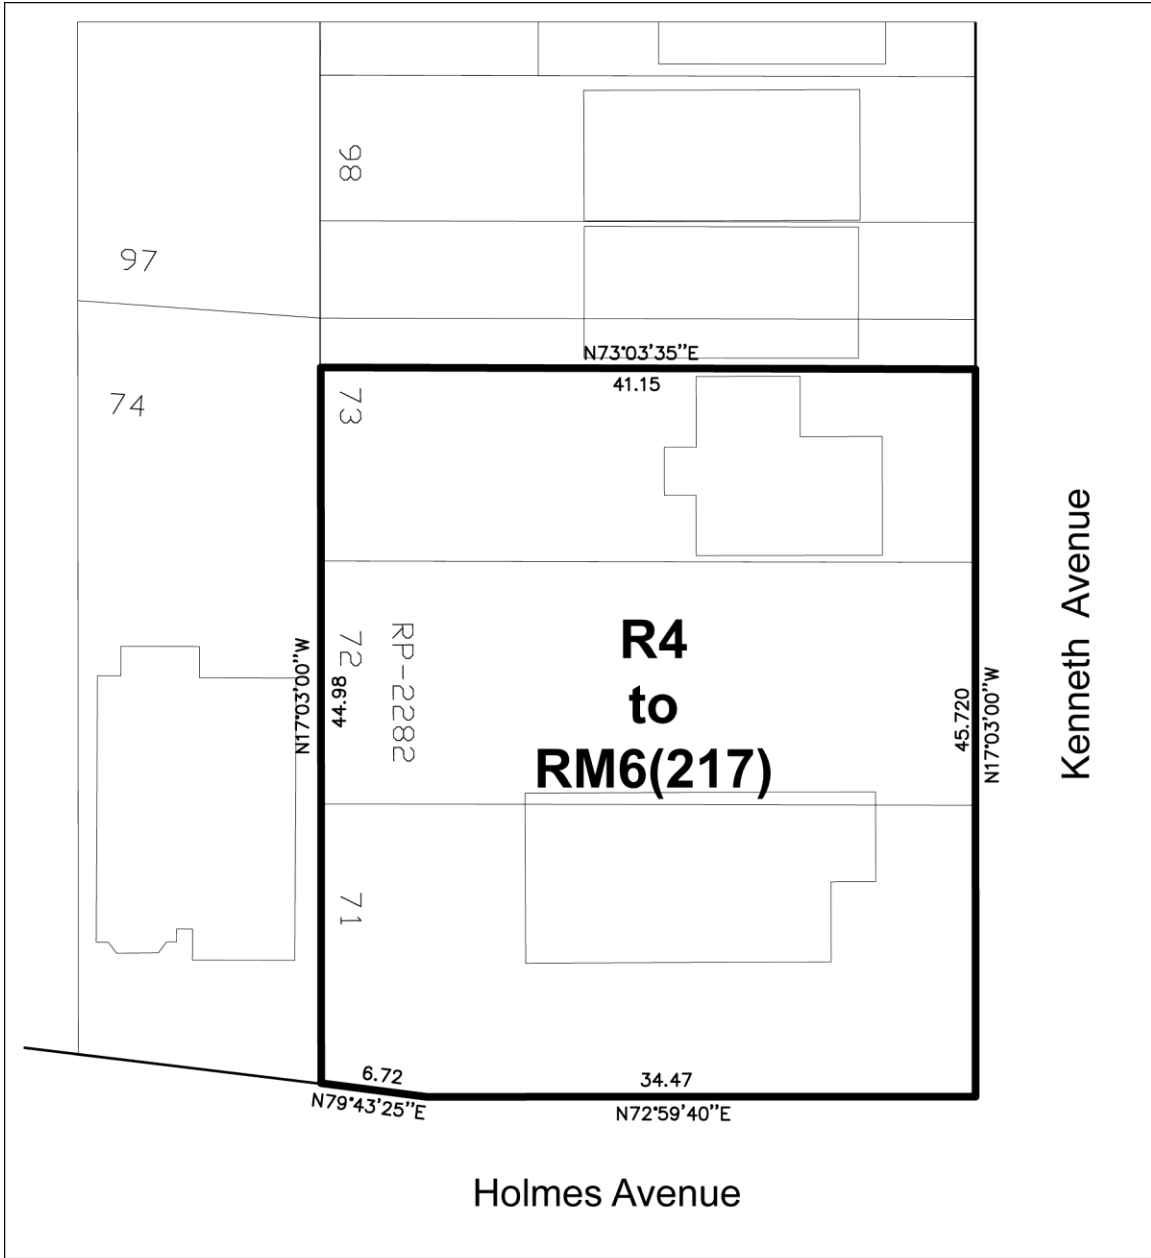 98
97
N73°03'35"E
41.15
74
73
Kenneth Avenue
R4
to
RM6(217)
72
RP-2282
N17°03'00"W
44.98
45.720
N17°03'00"W
71
6.72
34.47
N79°43'25"E
N72°59'40"E
Holmes Avenue